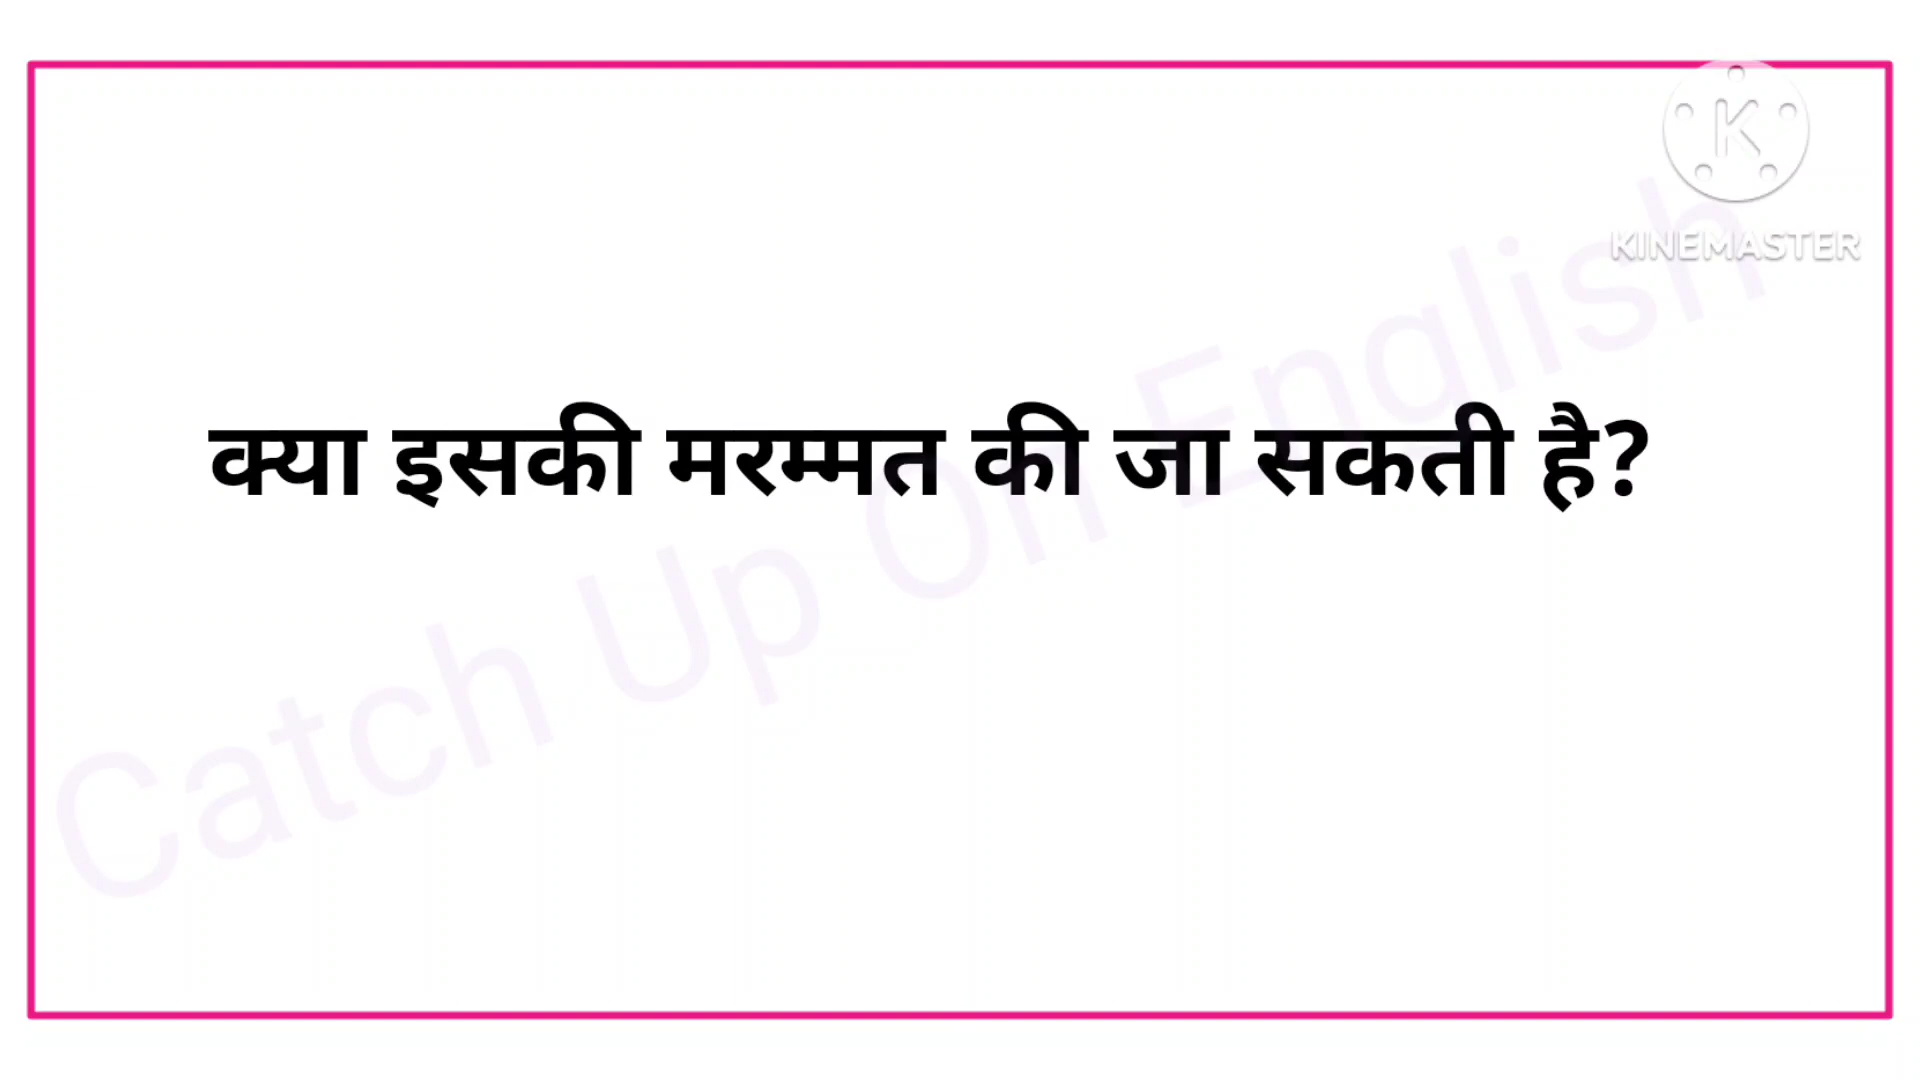 K
KINEMASTER
क्या इसकी मरम्मत की जा सकती है?
Catch Up On English